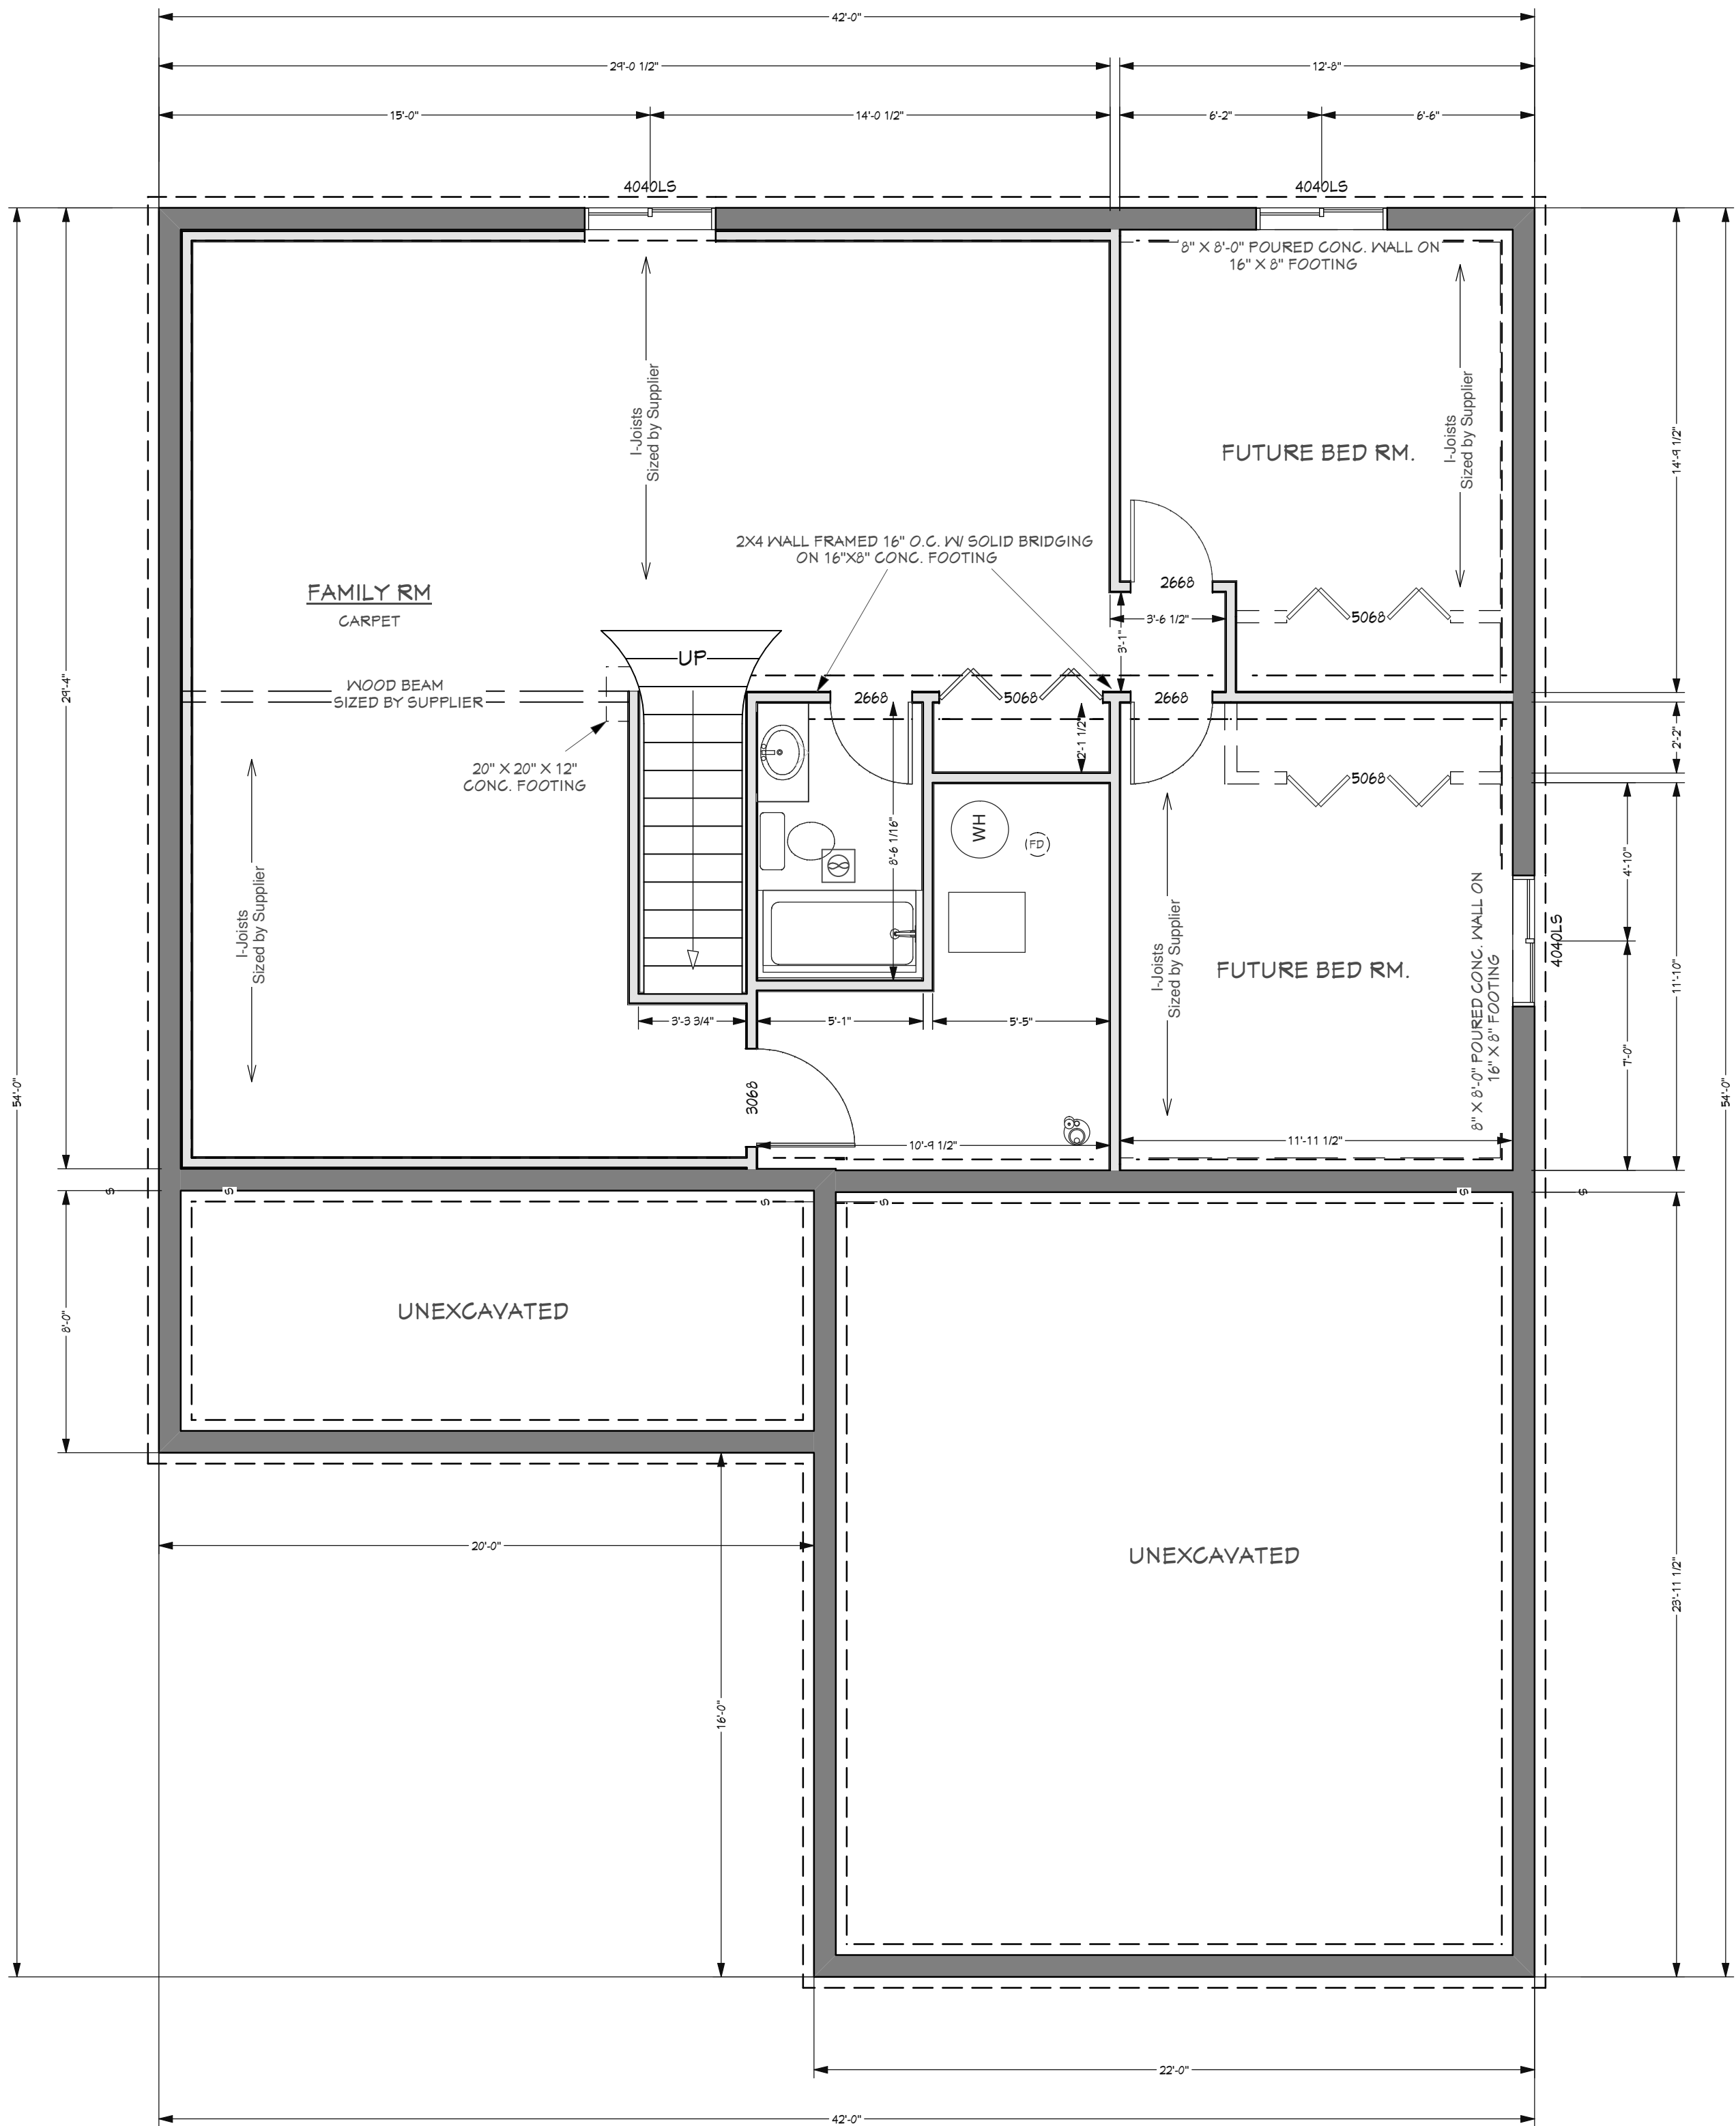 42'-0"
29'-0 1/2"
12'-8"
15'-0"
14'-0 1/2"
6'-2"
6'-6"
4040LS
4040LS
8" X 8'-0" POURED CONC. WALL ON
16" X 8" FOOTING
I-Joists
Sized by Supplier
I-Joists
Sized by Supplier
FUTURE BED RM.
14'-9 1/2"
2X4 WALL FRAMED 16" O.C. W/ SOLID BRIDGING
ON 16"X8" CONC. FOOTING
2668
FAMILY RM
CARPET
3'-6 1/2"
5068
3'-1"
UP
29'-4"
WOOD BEAM
SIZED BY SUPPLIER
2668
5068
2668
2'-1 1/2"
2'-2"
20" X 20" X 12"
CONC. FOOTING
5068
8'-6 1/16"
WH
FD
4'-10"
I-Joists
Sized by Supplier
I-Joists
Sized by Supplier
FUTURE BED RM.
8" X 8'-0" POURED CONC. WALL ON
16" X 8" FOOTING
4040LS
11'-10"
3'-3 3/4"
5'-1"
5'-5"
7'-0"
3068
54'-0"
54'-0"
10'-9 1/2"
11'-11 1/2"
S
S
S
S
S
S
UNEXCAVATED
8'-0"
20'-0"
UNEXCAVATED
23'-11 1/2"
16'-0"
22'-0"
42'-0"